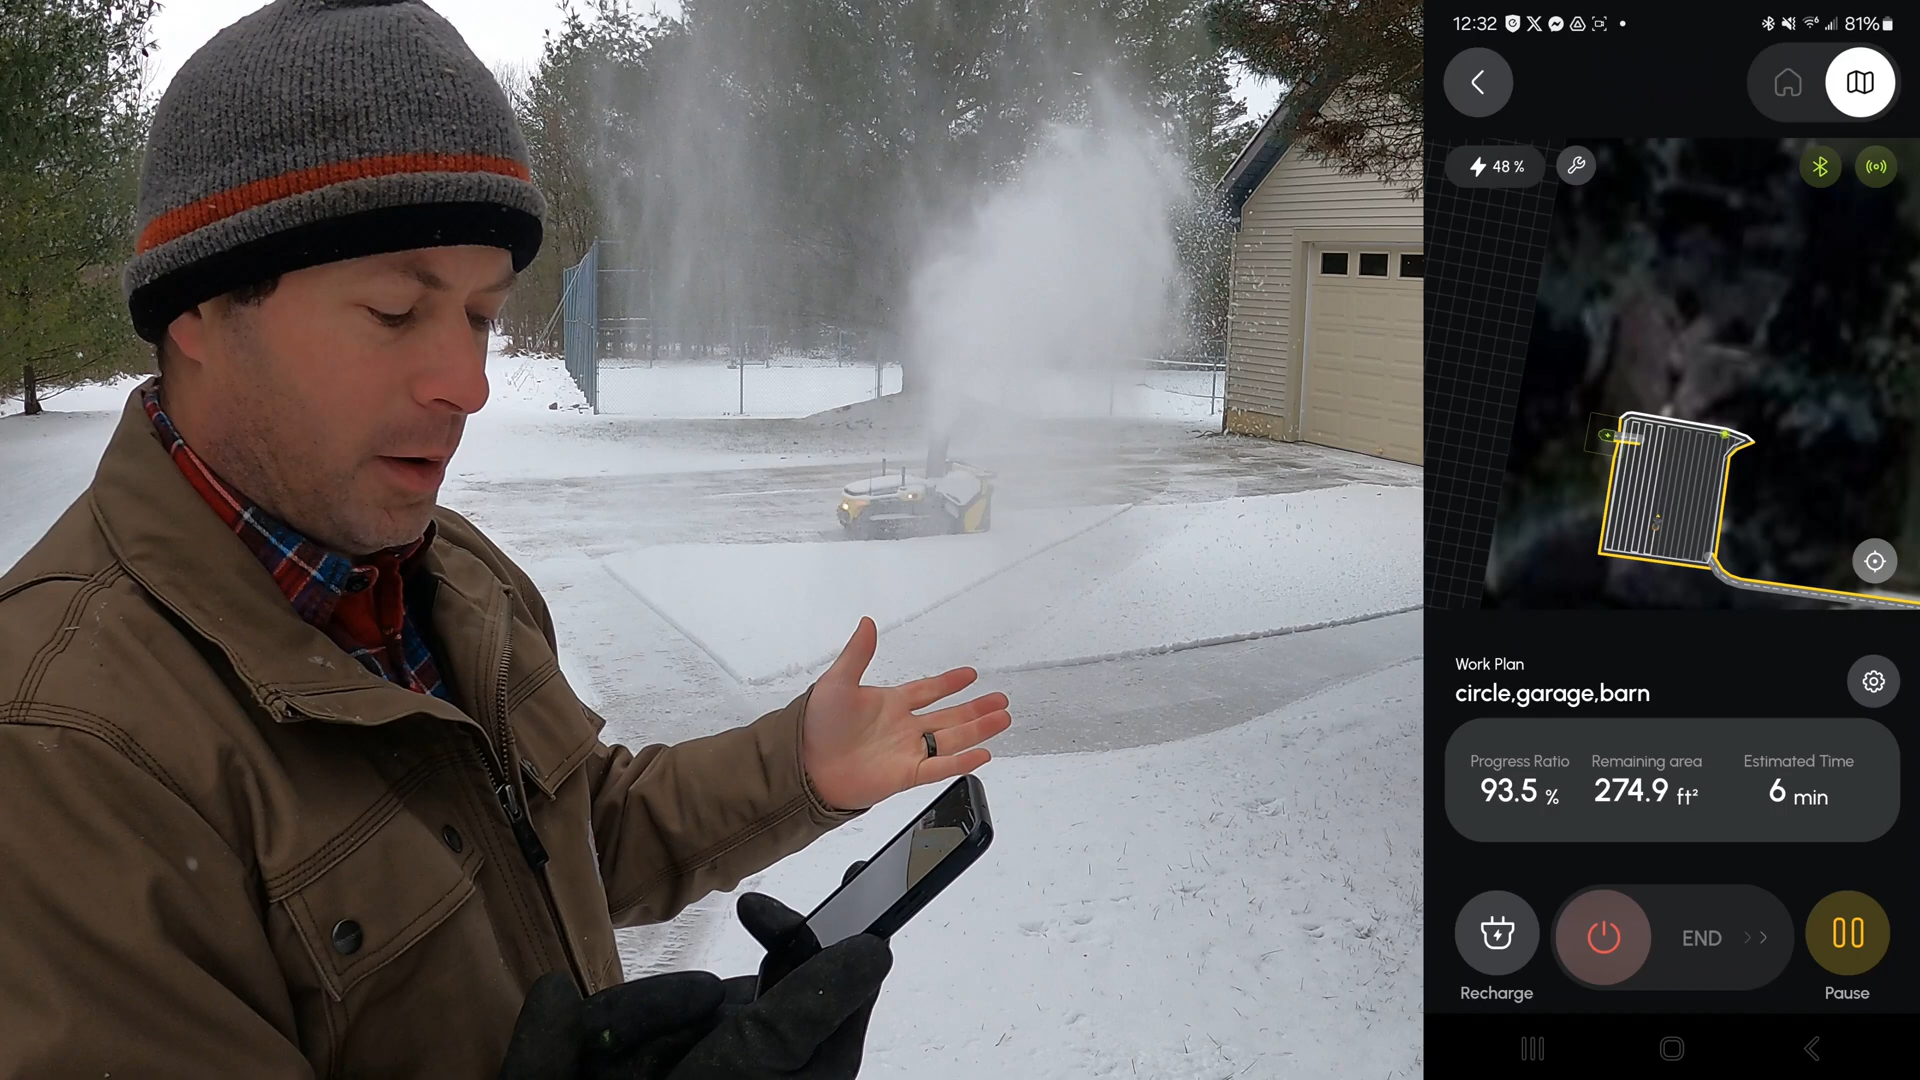 12:32
81%
48 %
Work Plan
circle,garage,barn
Progress Ratio
Remaining area
Estimated Time
93.5 %
274.9 ft²
6 min
END
Recharge
Pause